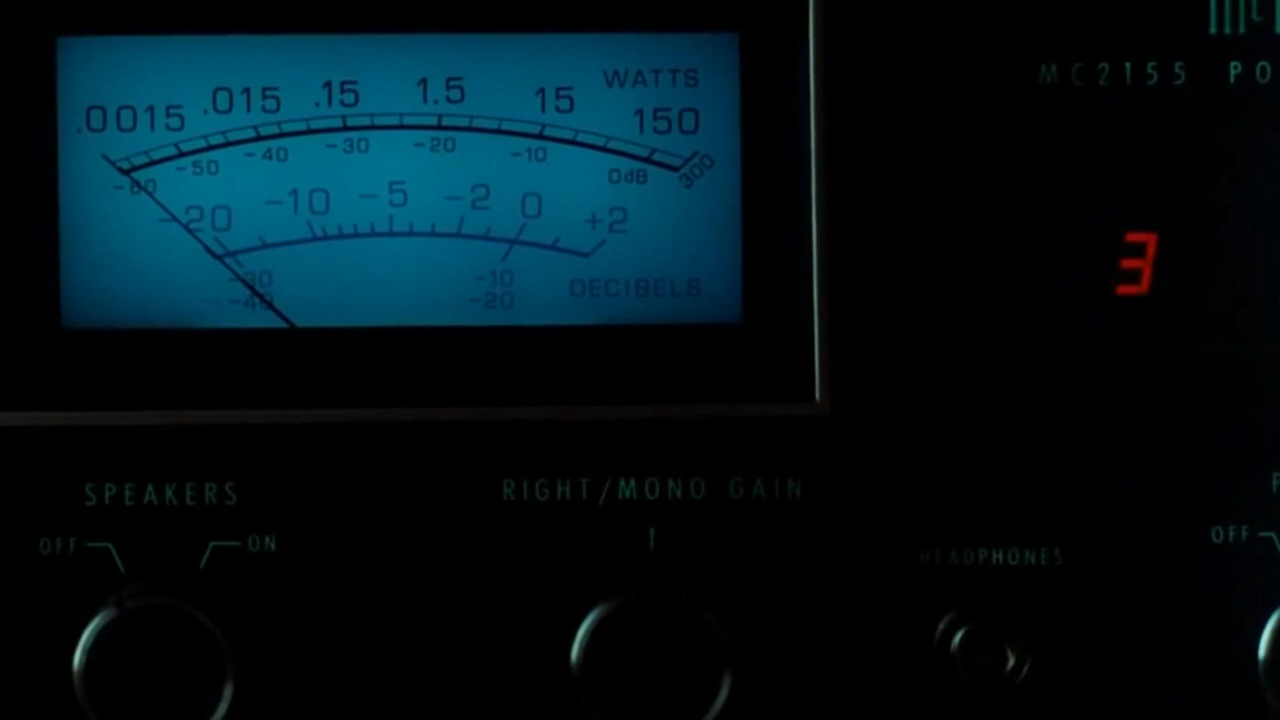 WATTS
.0015 .015 .15 1.5 15 150
-60 -50 -40 -30 -20 -10 0dB 300
-20 -10 -5 -2 0 +2
-30 -10
-40 -20
DECIBELS
MC2155 PO
3
SPEAKERS
OFF ON
RIGHT/MONO GAIN
HEADPHONES
OFF